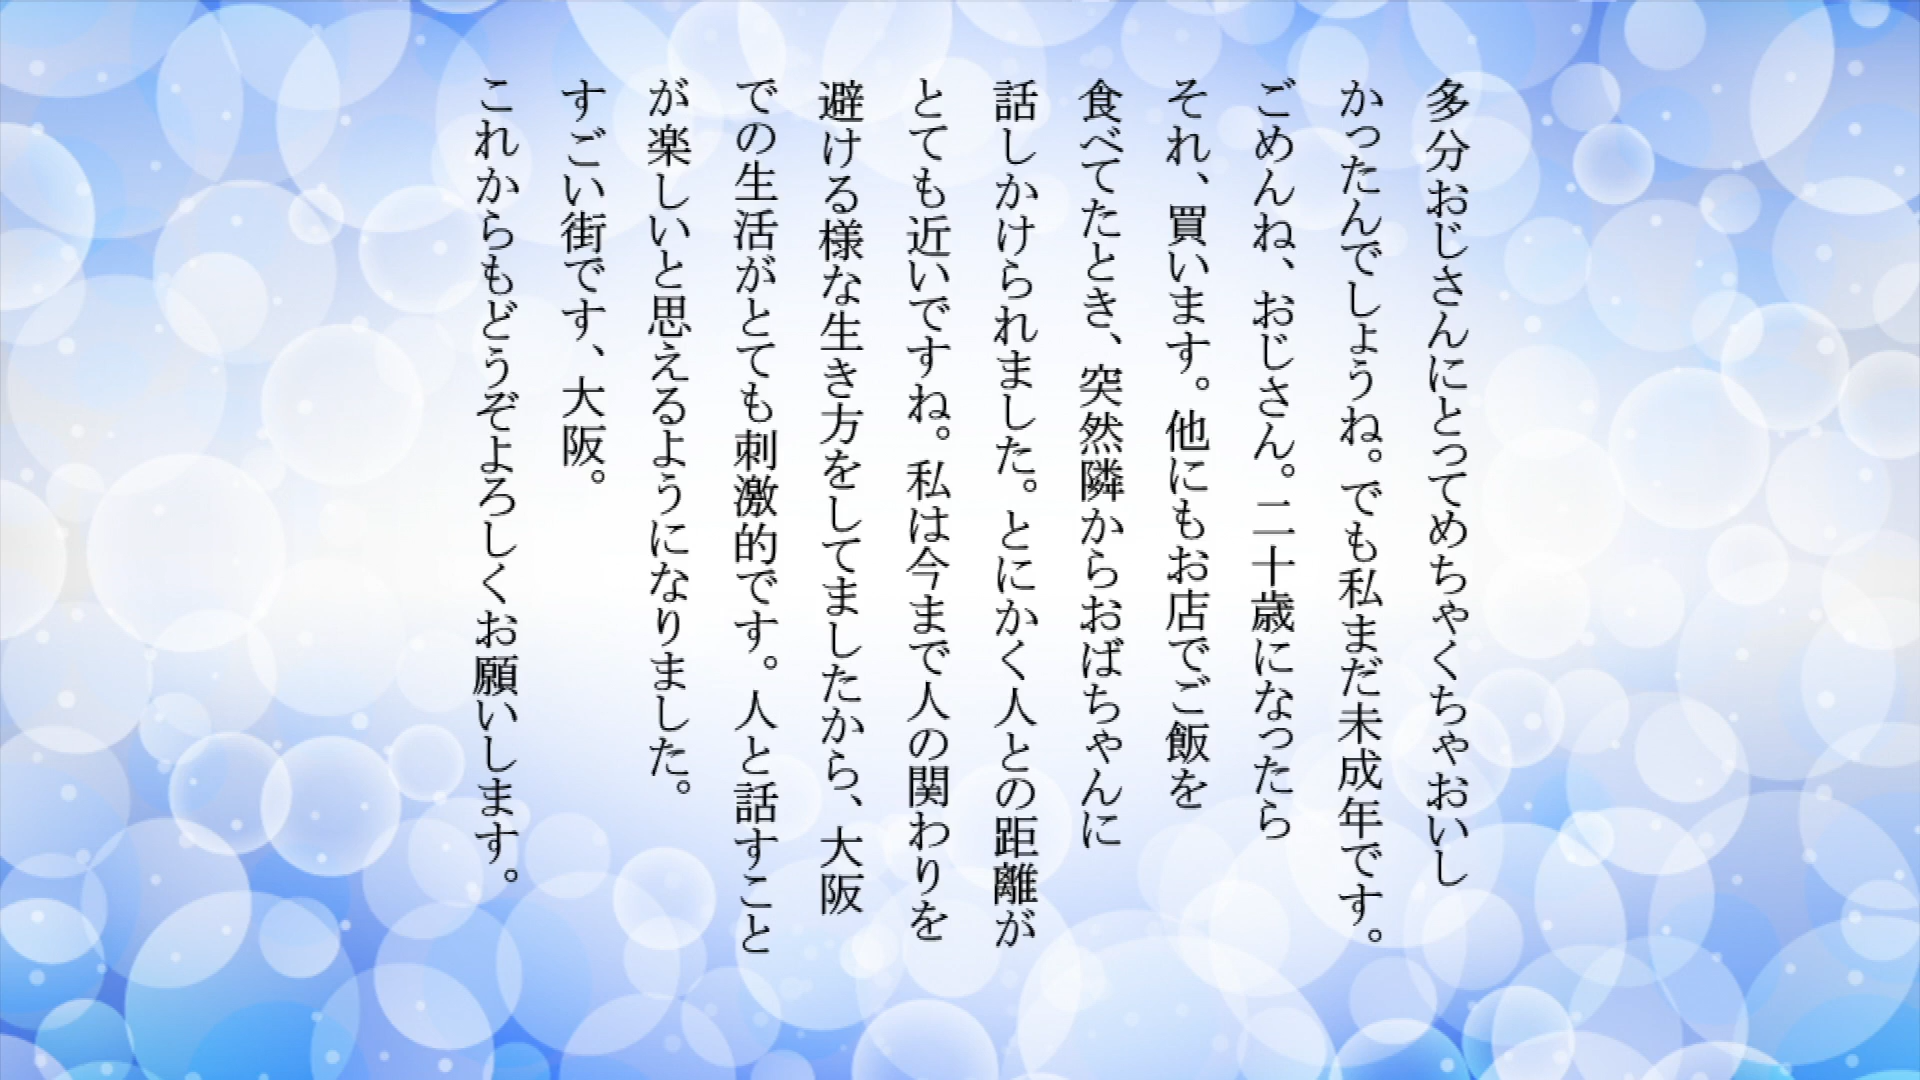 多分おじさんにとってめちゃくちゃおいし
かったんでしょうね。でも私まだ未成年です。
ごめんね、おじさん。二十歳になったら
それ、買います。他にもお店でご飯を
食べてたとき、突然隣からおばちゃんに
話しかけられました。とにかく人との距離が
とても近いですね。私は今まで人の関わりを
避ける様な生き方をしてましたから、大阪
での生活がとても刺激的です。人と話すこと
が楽しいと思えるようになりました。
すごい街です、大阪。
これからもどうぞよろしくお願いします。